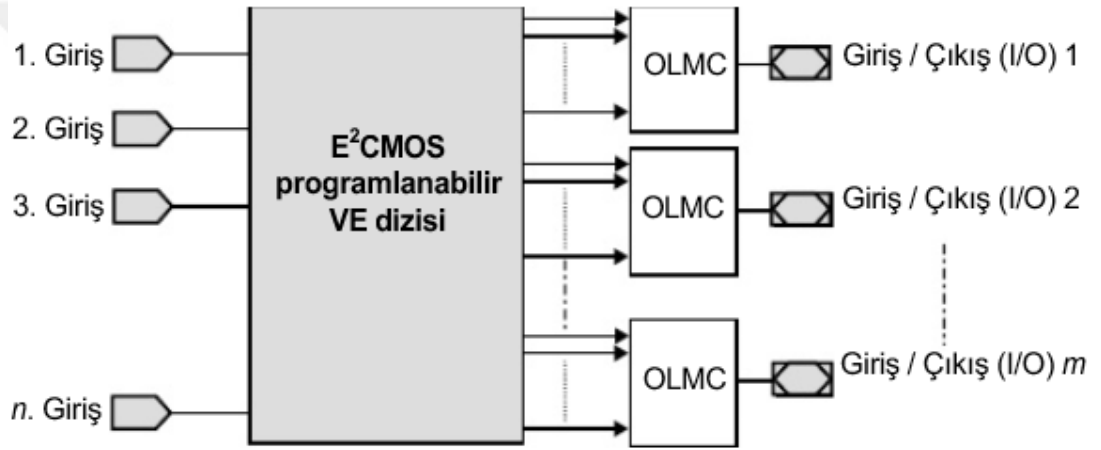 1. Giriş
2. Giriş
3. Giriş
n. Giriş
E²CMOS
programlanabilir
VE dizisi
OLMC
Giriş / Çıkış (I/O) 1
OLMC
Giriş / Çıkış (I/O) 2
OLMC
Giriş / Çıkış (I/O) m